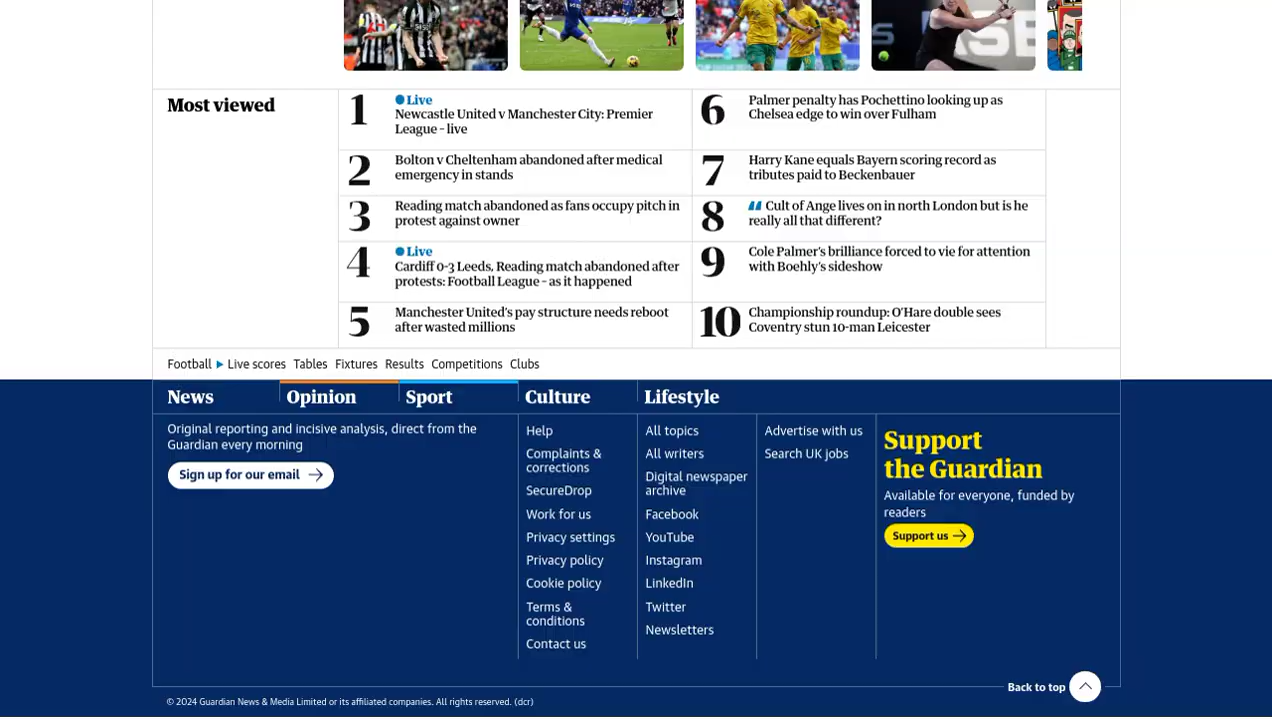 Most viewed
1
Live
Newcastle United v Manchester City: Premier
League – live
2
Bolton v Cheltenham abandoned after medical
emergency in stands
3
Reading match abandoned as fans occupy pitch in
protest against owner
4
Live
Cardiff 0-3 Leeds, Reading match abandoned after
protests: Football League – as it happened
5
Manchester United’s pay structure needs reboot
after wasted millions
6
Palmer penalty has Pochettino looking up as
Chelsea edge to win over Fulham
7
Harry Kane equals Bayern scoring record as
tributes paid to Beckenbauer
8
Cult of Ange lives on in north London but is he
really all that different?
9
Cole Palmer’s brilliance forced to vie for attention
with Boehly’s sideshow
10
Championship roundup: O’Hare double sees
Coventry stun 10-man Leicester
Football Live scores Tables Fixtures Results Competitions Clubs
News Opinion Sport Culture Lifestyle
Original reporting and incisive analysis, direct from the
Guardian every morning
Sign up for our email
Help
Complaints &
corrections
SecureDrop
Work for us
Privacy settings
Privacy policy
Cookie policy
Terms &
conditions
Contact us
All topics
All writers
Digital newspaper
archive
Facebook
YouTube
Instagram
LinkedIn
Twitter
Newsletters
Advertise with us
Search UK jobs
Support
the Guardian
Available for everyone, funded by
readers
Support us
Back to top
© 2024 Guardian News & Media Limited or its affiliated companies. All rights reserved. (dcr)